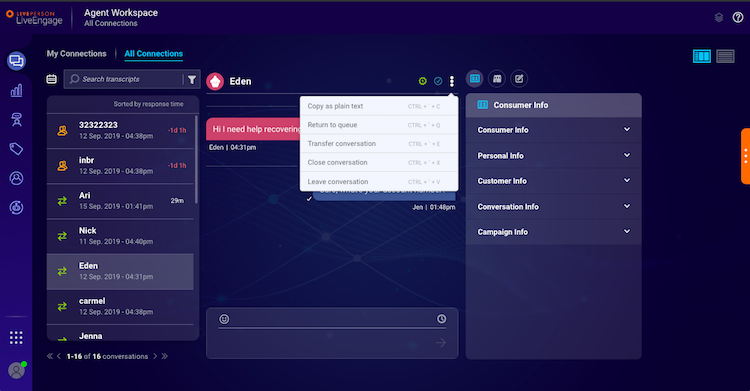 LIVEPERSON
LiveEngage
Agent Workspace
All Connections
My Connections
All Connections
Search transcripts
Sorted by response time
32322323
12 Sep. 2019 - 04:38pm
-1d 1h
inbr
12 Sep. 2019 - 04:38pm
-1d 1h
Ari
15 Sep. 2019 - 01:41pm
29m
Nick
11 Sep. 2019 - 04:40pm
Eden
12 Sep. 2019 - 04:31pm
carmel
12 Sep. 2019 - 04:38pm
Jenna
1-16 of 16 conversations
Eden
Copy as plain text CTRL + ` + C
Return to queue CTRL + ` + Q
Transfer conversation CTRL + ` + E
Close conversation CTRL + ` + X
Leave conversation CTRL + ` + V
Hi I need help recovering
Eden | 04:31pm
Jen | 01:48pm
Consumer Info
Consumer Info
Personal Info
Customer Info
Conversation Info
Campaign Info